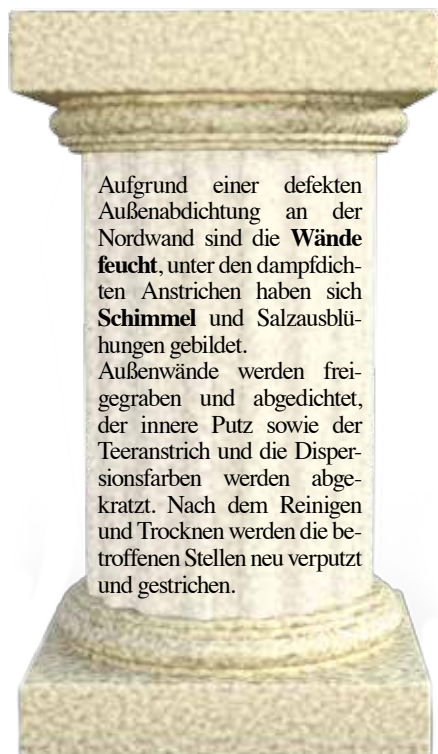 Aufgrund einer defekten
Außenabdichtung an der
Nordwand sind die Wände
feucht, unter den dampfdich-
ten Anstrichen haben sich
Schimmel und Salzausblü-
hungen gebildet.
Außenwände werden frei-
gegraben und abgedichtet,
der innere Putz sowie der
Teeranstrich und die Disper-
sionsfarben werden abge-
kratzt. Nach dem Reinigen
und Trocknen werden die be-
troffenen Stellen neu verputzt
und gestrichen.